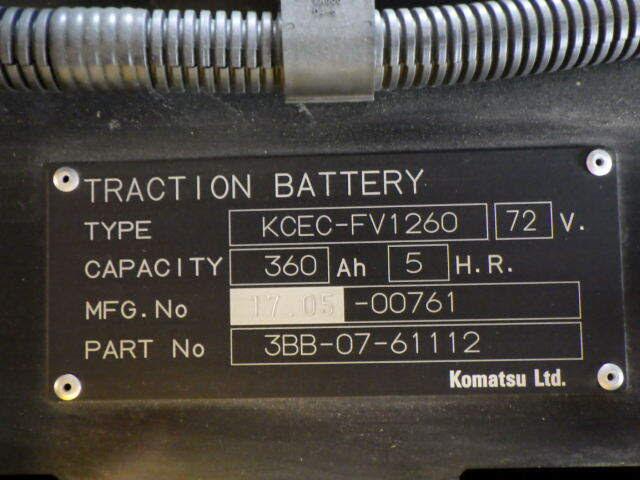 TRACTION BATTERY
TYPE KCEC-FV1260 72 V.
CAPACITY 360 Ah 5 H.R.
MFG.No 17.05 -00761
PART No 3BB-07-61112
Komatsu Ltd.